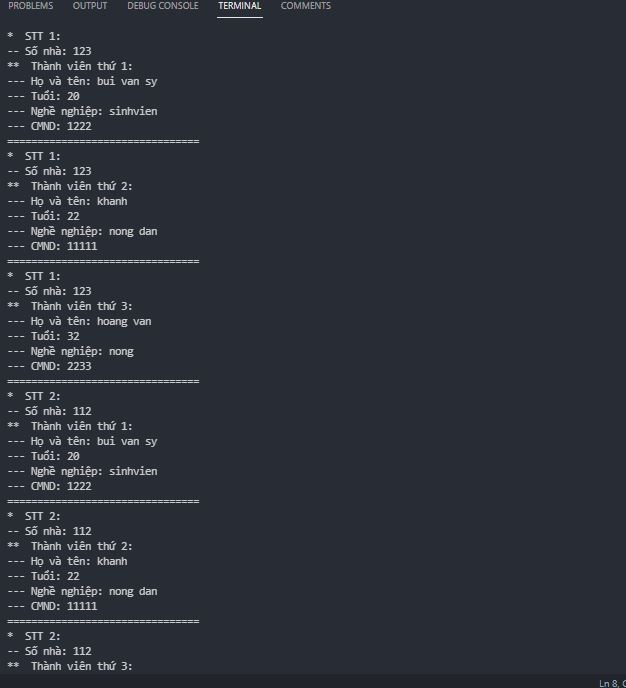 PROBLEMS OUTPUT DEBUG CONSOLE TERMINAL COMMENTS
* STT 1:
-- Số nhà: 123
** Thành viên thứ 1:
--- Họ và tên: bui van sy
--- Tuổi: 20
--- Nghề nghiệp: sinhvien
--- CMND: 1222
================================
* STT 1:
-- Số nhà: 123
** Thành viên thứ 2:
--- Họ và tên: khanh
--- Tuổi: 22
--- Nghề nghiệp: nong dan
--- CMND: 11111
================================
* STT 1:
-- Số nhà: 123
** Thành viên thứ 3:
--- Họ và tên: hoang van
--- Tuổi: 32
--- Nghề nghiệp: nong
--- CMND: 2233
================================
* STT 2:
-- Số nhà: 112
** Thành viên thứ 1:
--- Họ và tên: bui van sy
--- Tuổi: 20
--- Nghề nghiệp: sinhvien
--- CMND: 1222
================================
* STT 2:
-- Số nhà: 112
** Thành viên thứ 2:
--- Họ và tên: khanh
--- Tuổi: 22
--- Nghề nghiệp: nong dan
--- CMND: 11111
================================
* STT 2:
-- Số nhà: 112
** Thành viên thứ 3:
Ln 8,